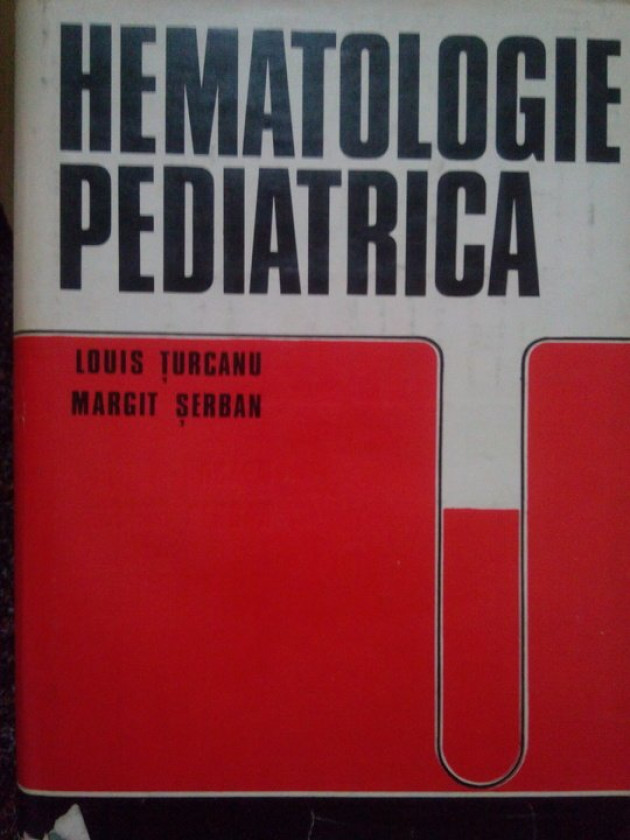 HEMATOLOGIE
PEDIATRICA
LOUIS ȚURCANU
MARGIT ȘERBAN